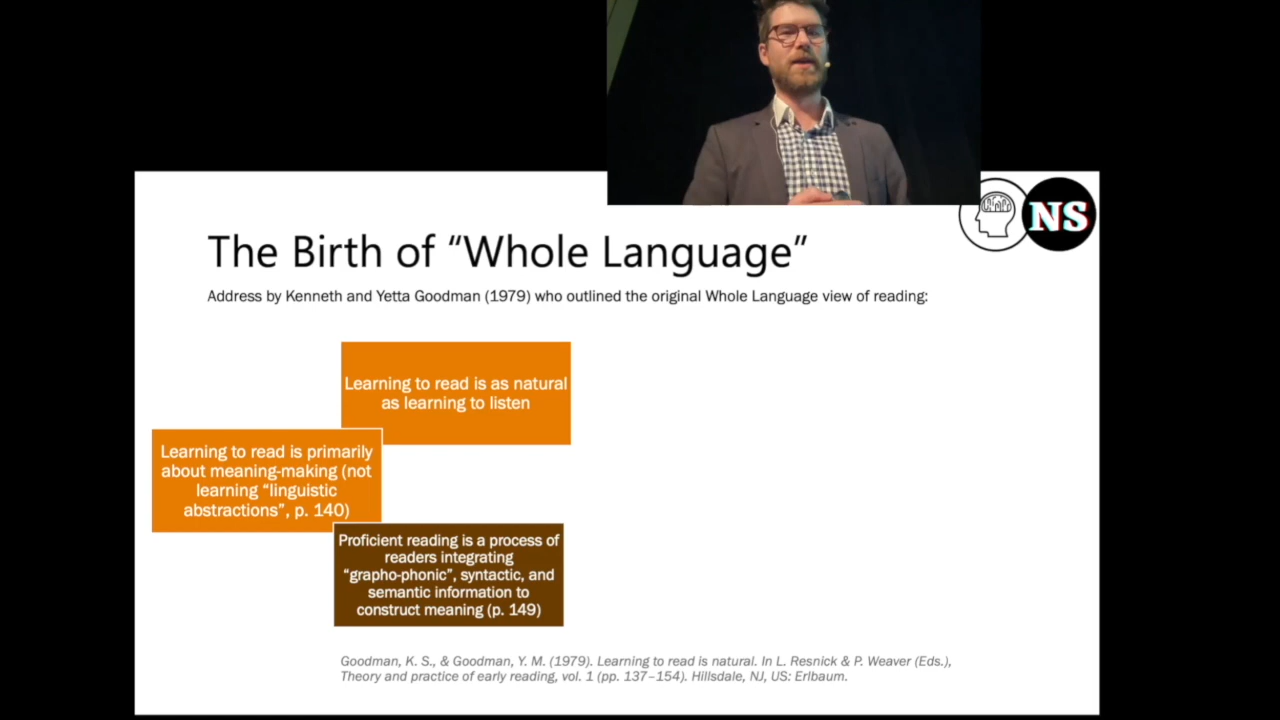 NS
The Birth of “Whole Language”
Address by Kenneth and Yetta Goodman (1979) who outlined the original Whole Language view of reading:
Learning to read is as natural
as learning to listen
Learning to read is primarily
about meaning-making (not
learning “linguistic
abstractions”, p. 140)
Proficient reading is a process of
readers integrating
“grapho-phonic”, syntactic, and
semantic information to
construct meaning (p. 149)
Goodman, K. S., & Goodman, Y. M. (1979). Learning to read is natural. In L. Resnick & P. Weaver (Eds.),
Theory and practice of early reading, vol. 1 (pp. 137–154). Hillsdale, NJ, US: Erlbaum.